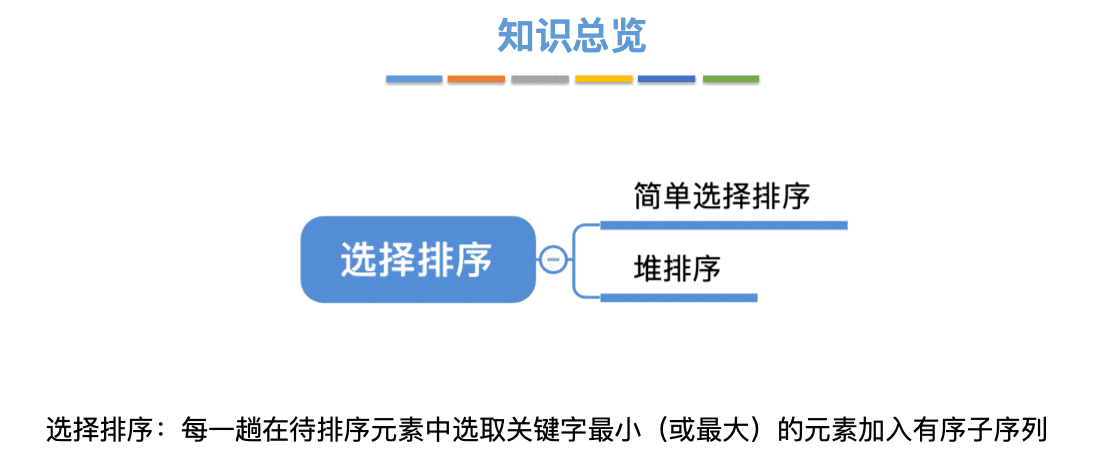 知识总览
简单选择排序
选择排序
堆排序
选择排序：每一趟在待排序元素中选取关键字最小（或最大）的元素加入有序子序列